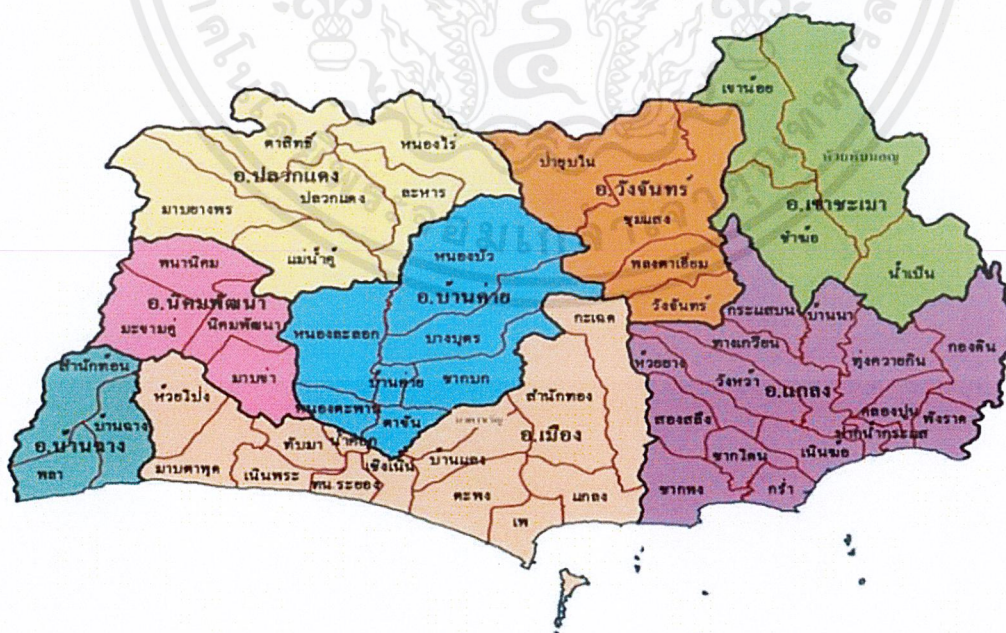 เขาน้อย
ห้วยทับมอญ
อ.เขาชะเมา
ชำฆ้อ
น้ำเป็น
ตาสิทธิ์
หนองไร่
อ.ปลวกแดง
ปลวกแดง
ละหาร
มาบยางพร
แม่น้ำคู้
ป่ายุบใน
อ.วังจันทร์
ชุมแสง
พลงตาเอี่ยม
วังจันทร์
พนานิคม
อ.นิคมพัฒนา
มะขามคู่
นิคมพัฒนา
มาบข่า
หนองบัว
อ.บ้านค่าย
หนองละลอก
บางบุตร
บ้านค่าย
ชากบก
หนองตะพาน
ตาขัน
สำนักท้อน
บ้านฉาง
อ.บ้านฉาง
พลา
ห้วยโป่ง
มาบตาพุด
ทับมา
น้ำคอก
เนินพระ
ทน.ระยอง
เชิงเนิน
บ้านแลง
ตะพง
เพ
แกลง
กะเฉด
สำนักทอง
อ.เมือง
กระแสบน
บ้านนา
ทางเกวียน
ห้วยยาง
วังหว้า
ทุ่งควายกิน
กองดิน
อ.แกลง
สองสลึง
คลองปูน
พังราด
ปากน้ำกระแส
ชากโดน
เนินฆ้อ
ชากพง
กร่ำ